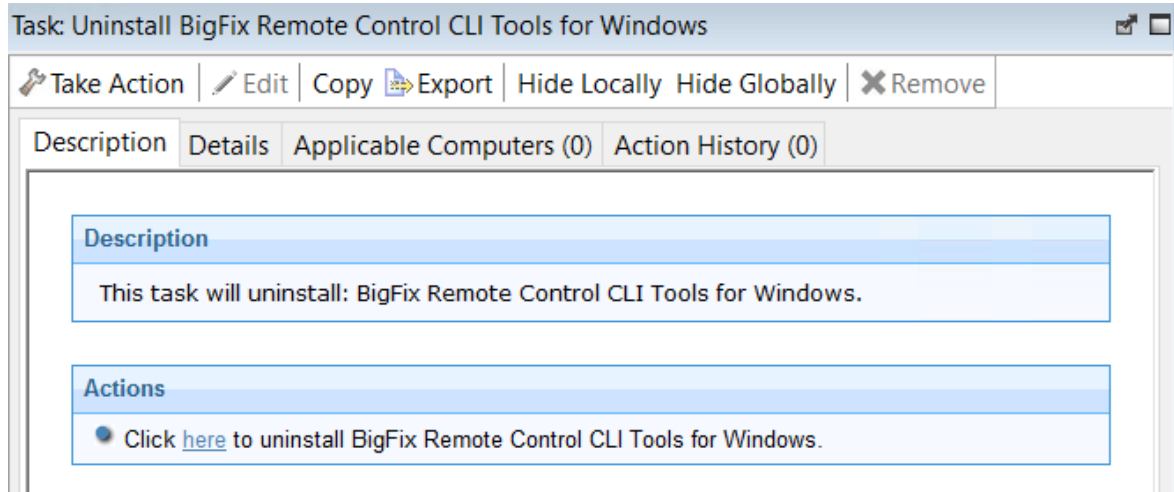 Task: Uninstall BigFix Remote Control CLI Tools for Windows
Take Action Edit Copy Export Hide Locally Hide Globally Remove
Description Details Applicable Computers (0) Action History (0)
Description
This task will uninstall: BigFix Remote Control CLI Tools for Windows.
Actions
Click here to uninstall BigFix Remote Control CLI Tools for Windows.